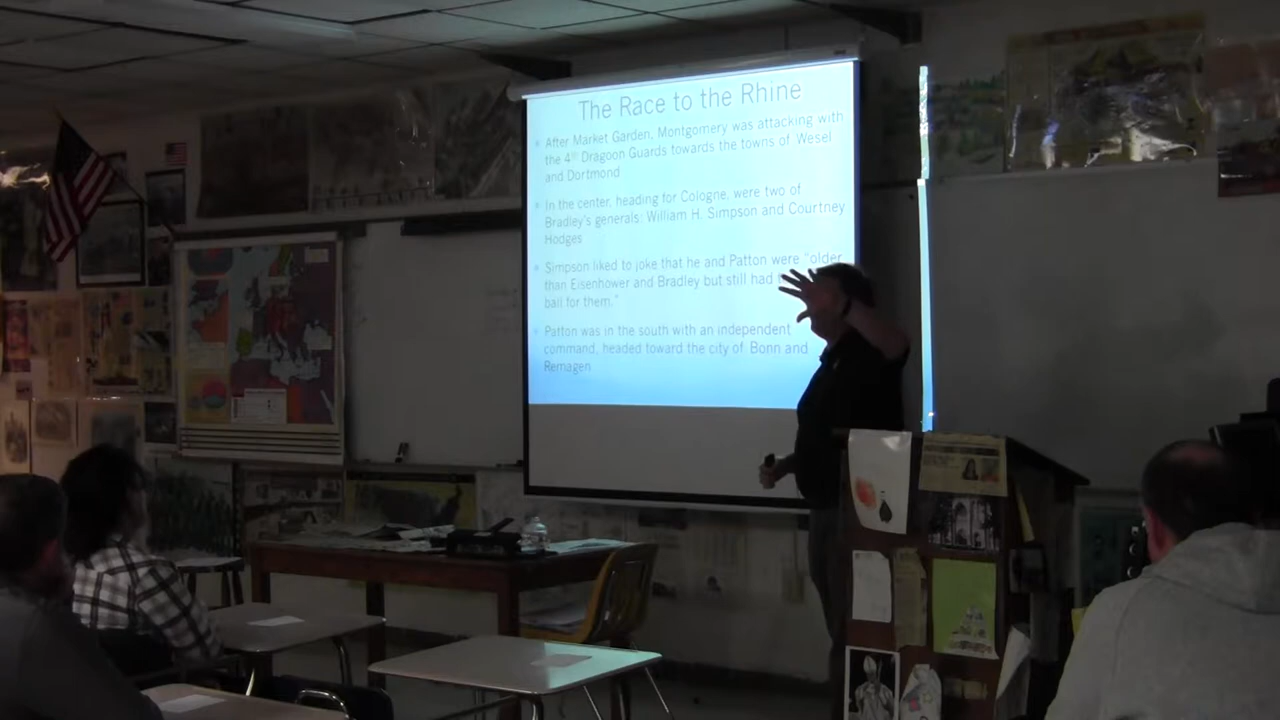 The Race to the Rhine
After Market Garden, Montgomery was attacking with
the 4th Dragoon Guards towards the towns of Wesel
and Dortmond
In the center, heading for Cologne, were two of
Bradley's generals: William H. Simpson and Courtney
Hodges
Simpson liked to joke that he and Patton were "older
than Eisenhower and Bradley but still had
ball for them."
Patton was in the south with an independent
command, headed toward the city of Bonn and
Remagen